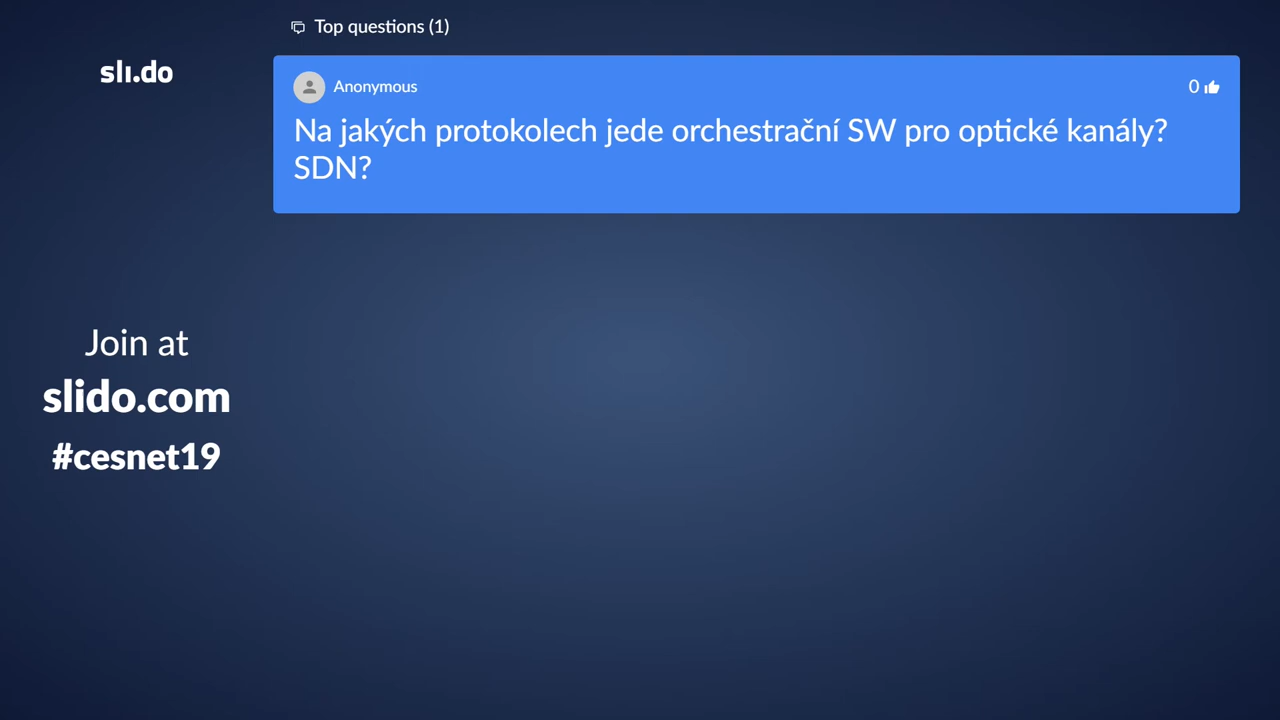 Top questions (1)
slı.do
Anonymous
0
Na jakých protokolech jede orchestrační SW pro optické kanály?
SDN?
Join at
slido.com
#cesnet19